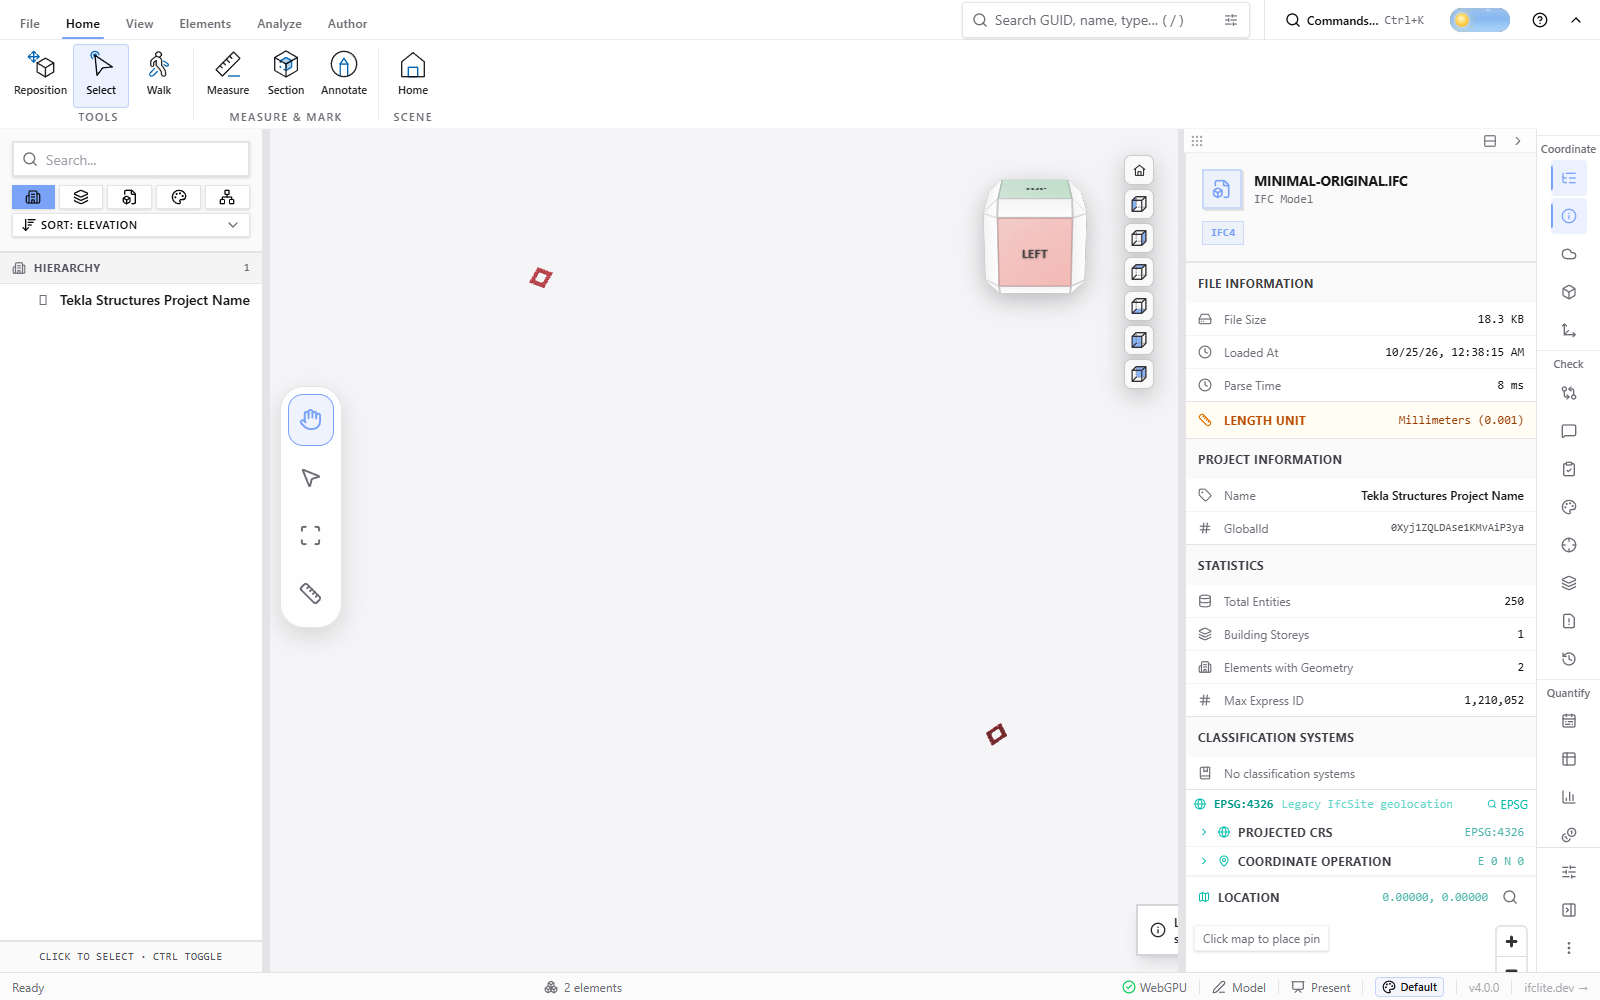 File Home View Elements Analyze Author
Search GUID, name, type... ( / )
Commands... Ctrl+K
Reposition Select Walk Measure Section Annotate Home
TOOLS MEASURE & MARK SCENE
Search...
SORT: ELEVATION
HIERARCHY 1
Tekla Structures Project Name
CLICK TO SELECT · CTRL TOGGLE
TOP
LEFT
MINIMAL-ORIGINAL.IFC
IFC Model
IFC4
FILE INFORMATION
File Size 18.3 KB
Loaded At 10/25/26, 12:38:15 AM
Parse Time 8 ms
LENGTH UNIT Millimeters (0.001)
PROJECT INFORMATION
Name Tekla Structures Project Name
GlobalId 0Xyj1ZQLDAse1KMvAiP3ya
STATISTICS
Total Entities 250
Building Storeys 1
Elements with Geometry 2
Max Express ID 1,210,052
CLASSIFICATION SYSTEMS
No classification systems
EPSG:4326 Legacy IfcSite geolocation EPSG
PROJECTED CRS EPSG:4326
COORDINATE OPERATION E 0 N 0
LOCATION 0.00000, 0.00000
Click map to place pin
Coordinate
Check
Quantify
Ready 2 elements WebGPU Model Present Default v4.0.0 ifclite.dev →